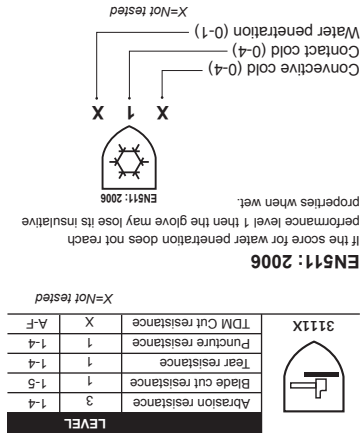 LEVEL
Abrasion resistance 3 1-4
Blade cut resistance 1 1-5
Tear resistance 1 1-4
Puncture resistance 1 1-4
3111X TDM Cut resistance X A-F
X=Not tested
EN511: 2006
If the score for water penetration does not reach
performance level 1 then the glove may lose its insulative
properties when wet.
EN511: 2006
X 1 X
Convective cold (0-4)
Contact cold (0-4)
Water penetration (0-1)
X=Not tested